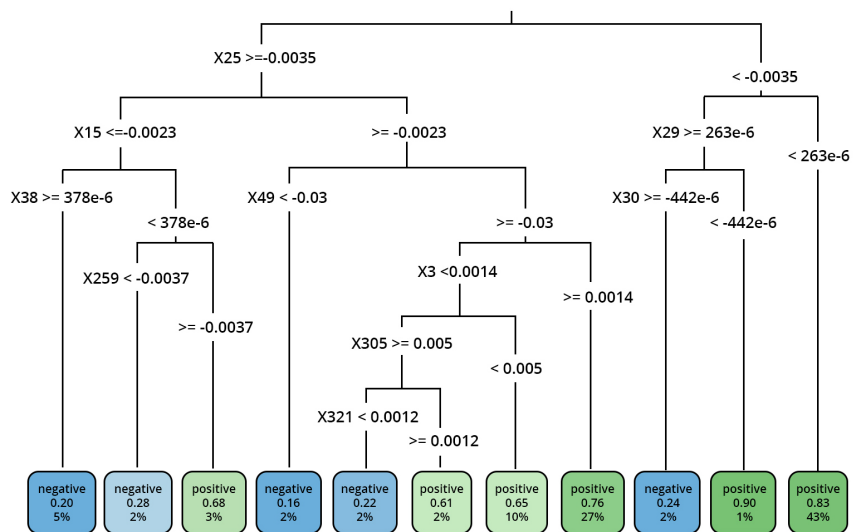 X25 >=-0.0035
< -0.0035
X15 <=-0.0023
>= -0.0023
X29 >= 263e-6
< 263e-6
X38 >= 378e-6
< 378e-6
X49 < -0.03
>= -0.03
X30 >= -442e-6
< -442e-6
X259 < -0.0037
>= -0.0037
X3 <0.0014
>= 0.0014
X305 >= 0.005
< 0.005
X321 < 0.0012
>= 0.0012
negative
0.20
5%
negative
0.28
2%
positive
0.68
3%
negative
0.16
2%
negative
0.22
2%
positive
0.61
2%
positive
0.65
10%
positive
0.76
27%
negative
0.24
2%
positive
0.90
1%
positive
0.83
43%